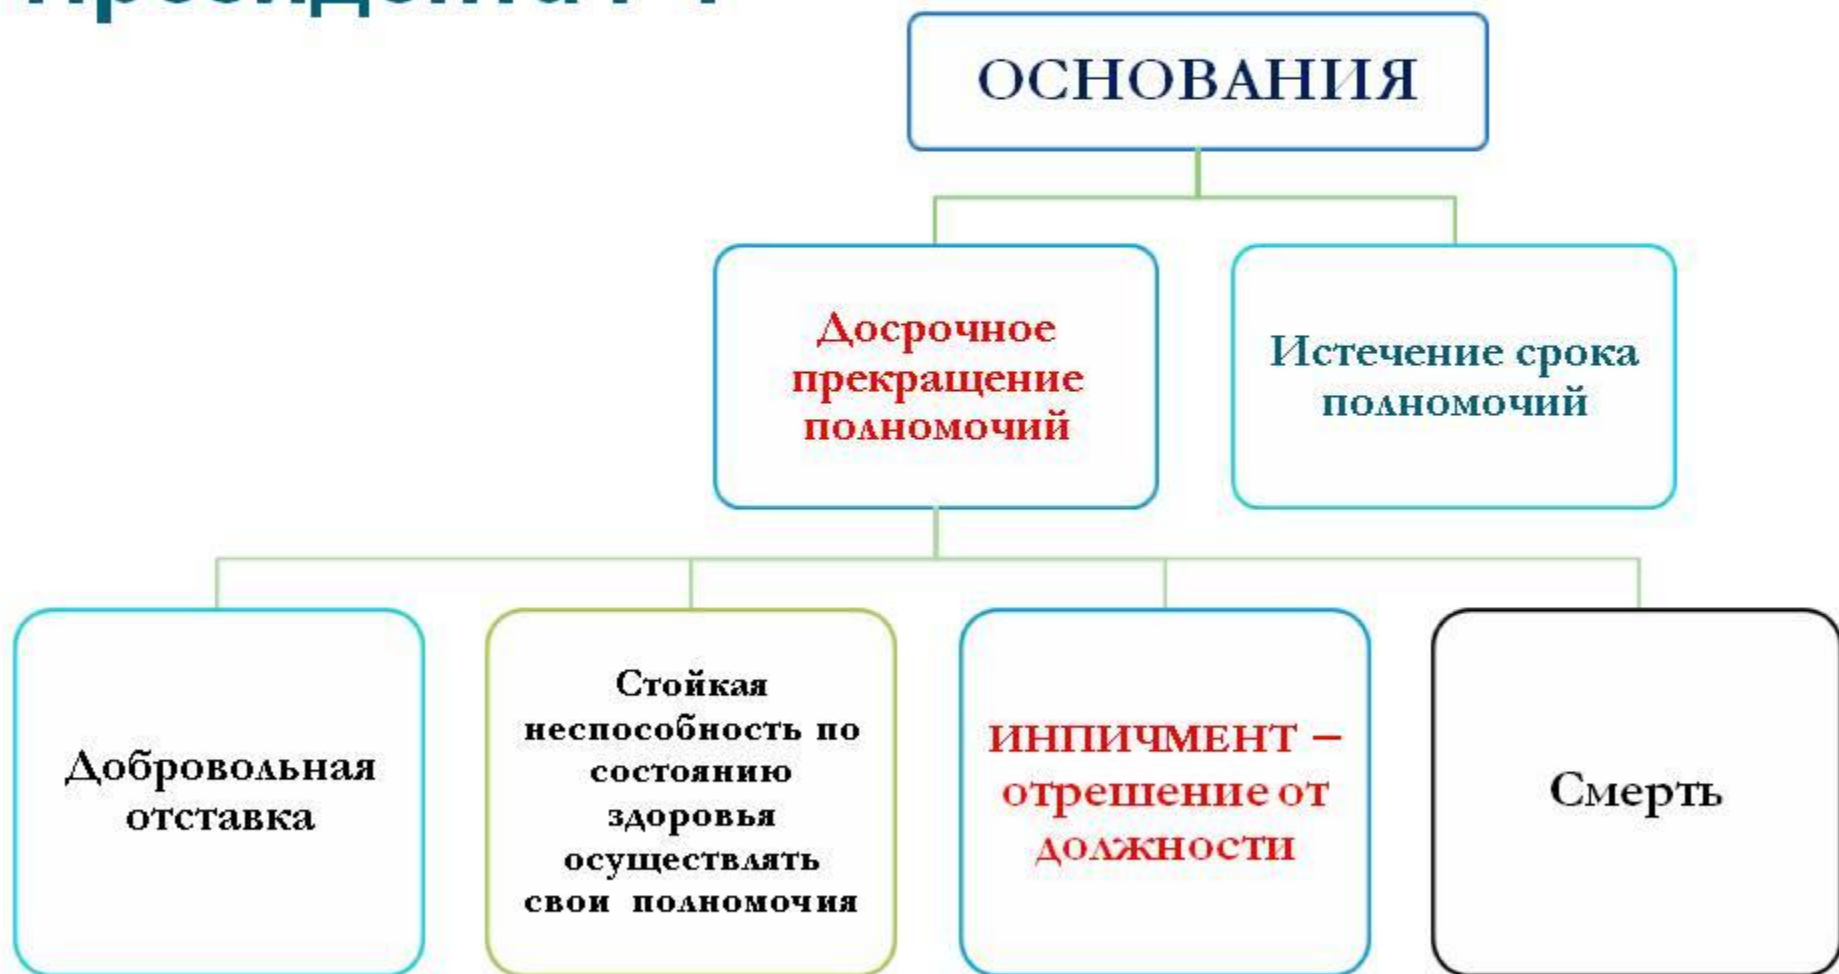 Президента
ОСНОВАНИЯ
Досрочное
прекращение
полномочий
Истечение срока
полномочий
Добровольная
отставка
Стойкая
неспособность по
состоянию
здоровья
осуществлять
свои полномочия
ИНПИЧМЕНТ –
отрешение от
должности
Смерть